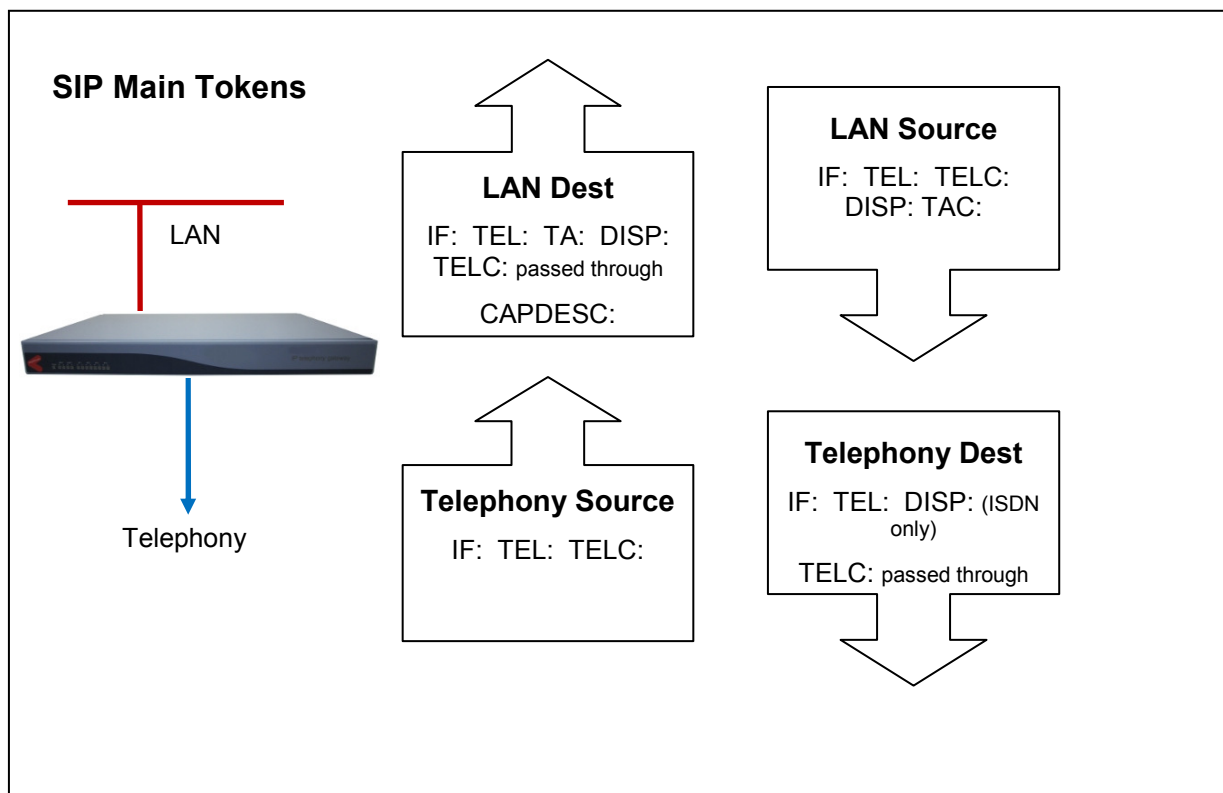 SIP Main Tokens
LAN
Telephony
LAN Dest
IF: TEL: TA: DISP:
TELC: passed through
CAPDESC:
Telephony Source
IF: TEL: TELC:
LAN Source
IF: TEL: TELC:
DISP: TAC:
Telephony Dest
IF: TEL: DISP: (ISDN
only)
TELC: passed through